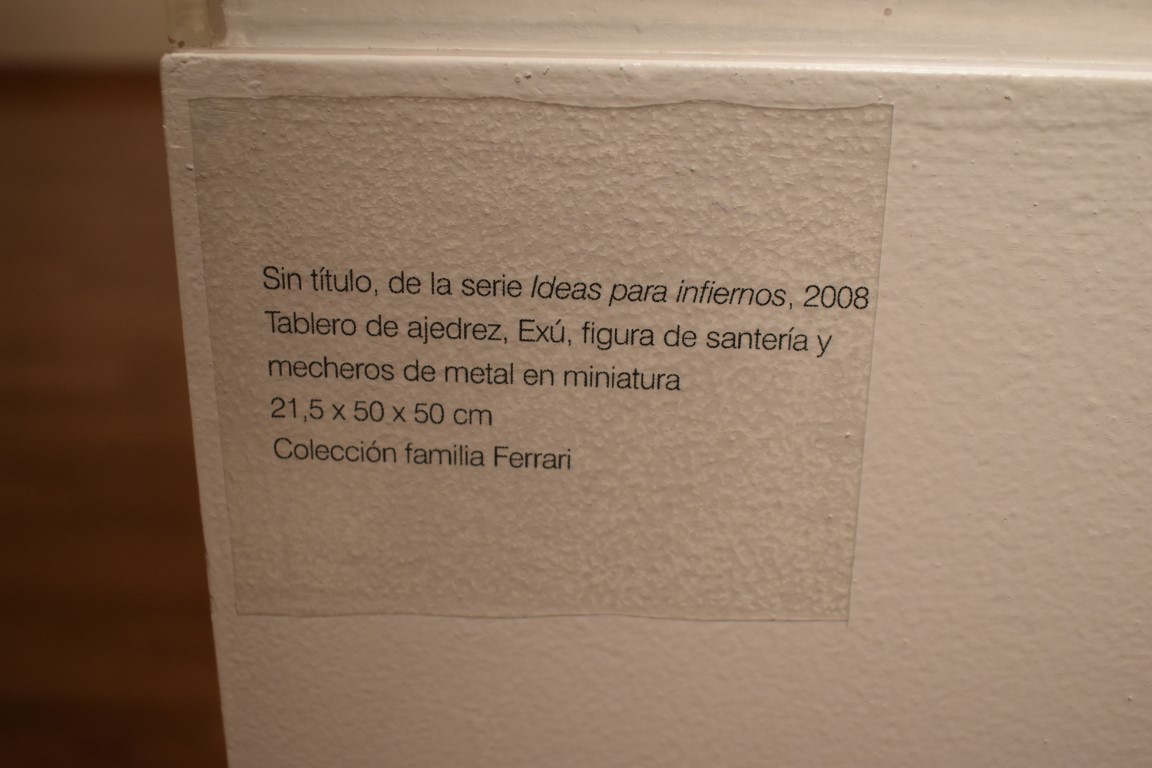 Sin título, de la serie Ideas para infiernos, 2008
Tablero de ajedrez, Exú, figura de santería y
mecheros de metal en miniatura
21,5 x 50 x 50 cm
Colección familia Ferrari